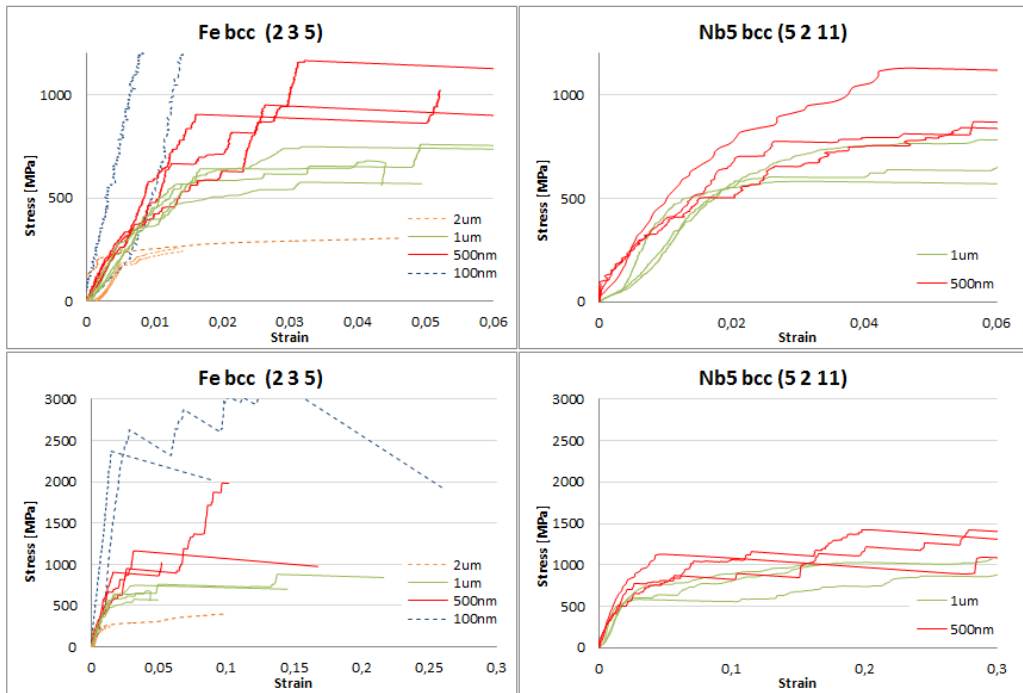 Fe bcc (2 3 5)
Stress [MPa]
1000
500
0
0
0,01
0,02
0,03
0,04
0,05
0,06
Strain
2um
1um
500nm
100nm
Nb5 bcc (5 2 11)
Stress [MPa]
1000
500
0
0
0,02
0,04
0,06
Strain
1um
500nm
Fe bcc (2 3 5)
Stress [MPa]
3000
2500
2000
1500
1000
500
0
0
0,05
0,1
0,15
0,2
0,25
0,3
Strain
2um
1um
500nm
100nm
Nb5 bcc (5 2 11)
Stress [MPa]
3000
2500
2000
1500
1000
500
0
0
0,1
0,2
0,3
Strain
1um
500nm